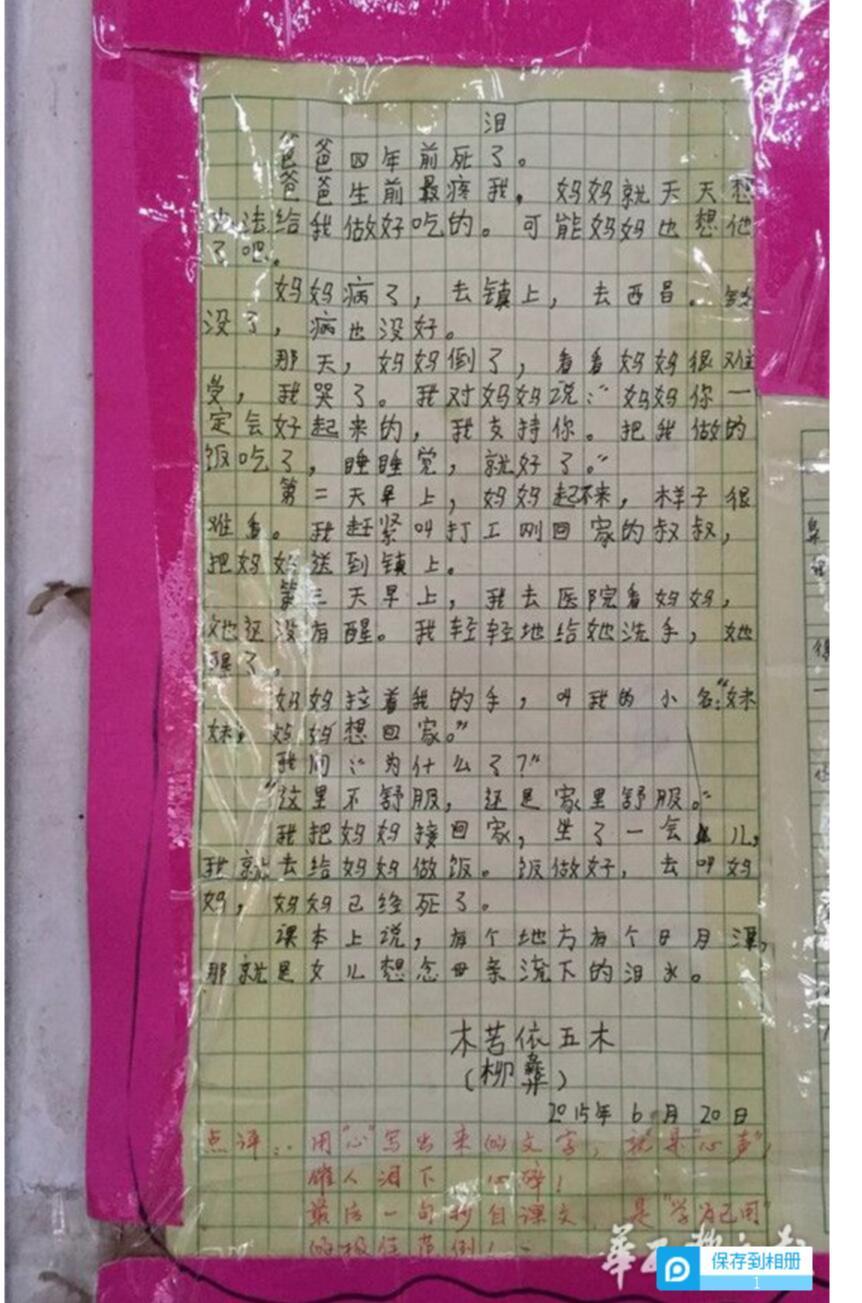 泪
爸爸四年前死了。
爸爸生前最疼我，妈妈就天天想
办法给我做好吃的。可能妈妈也想他
了吧。
妈妈病了，去镇上，去西昌。钱
没了，病也没好。
那天，妈妈倒了，看看妈妈很难
受，我哭了。我对妈妈说：“妈妈你一
定会好起来的，我支持你。把我做的
饭吃了，睡睡觉，就好了。”
第二天早上，妈妈起不来，样子很
难看。我赶紧叫打工刚回家的叔叔，
把妈妈送到镇上。
第三天早上，我去医院看妈妈，
她还没有醒。我轻轻地给她洗手，她
醒了。
妈妈拉着我的手，叫我的小名：“妹
妹，妈妈想回家。”
我问：“为什么了？”
“这里不舒服，还是家里舒服。”
我把妈妈接回家，坐了一会儿，
我就去给妈妈做饭。饭做好，去叫妈
妈，妈妈已经死了。
课本上说，有个地方有个日月潭，
那就是女儿想念母亲流下的泪水。
木苦依五木
（柳彝）
2015年6月20日
点评：用“心”写出来的文字，就是“心声”，
催人泪下 心碎！
最后一句抄自课文，是“学为己用”
的极佳范例！
华西都市报
保存到相册
1